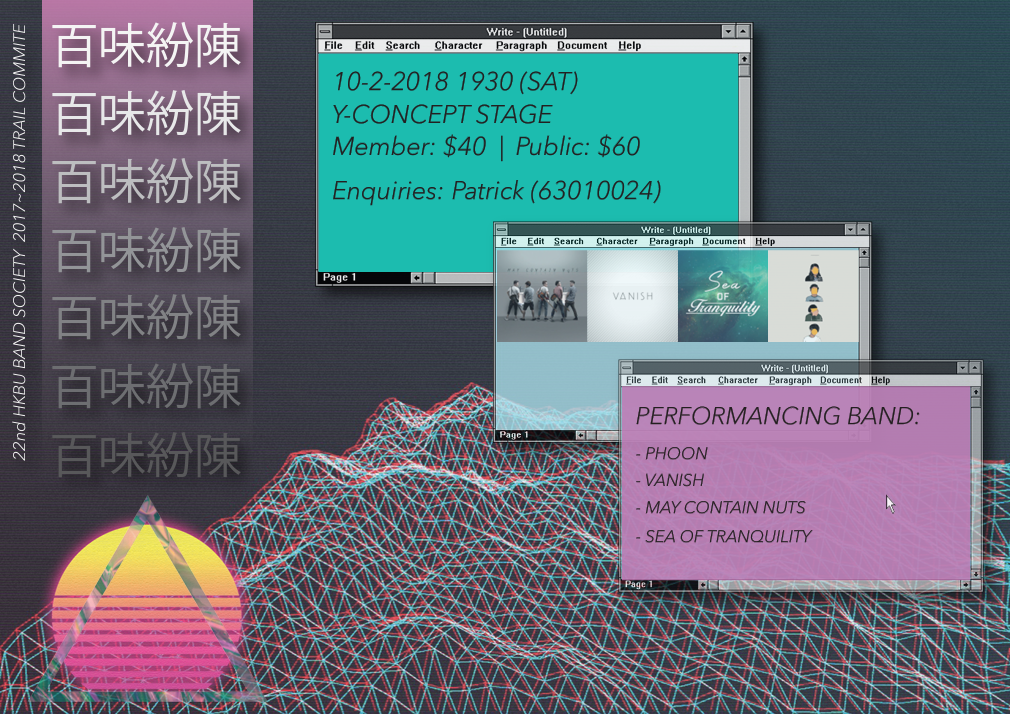 22nd HKBU BAND SOCIETY 2017~2018 TRAIL COMMITE
百味紛陳
百味紛陳
百味紛陳
百味紛陳
百味紛陳
百味紛陳
百味紛陳
Write - (Untitled)
File Edit Search Character Paragraph Document Help
10-2-2018 1930 (SAT)
Y-CONCEPT STAGE
Member: $40 | Public: $60
Enquiries: Patrick (63010024)
Page 1
Write - (Untitled)
File Edit Search Character Paragraph Document Help
MAY CONTAIN NUTS
VANISH
Sea
OF
Tranquility
Page 1
Write - (Untitled)
File Edit Search Character Paragraph Document Help
PERFORMANCING BAND:
- PHOON
- VANISH
- MAY CONTAIN NUTS
- SEA OF TRANQUILITY
Page 1